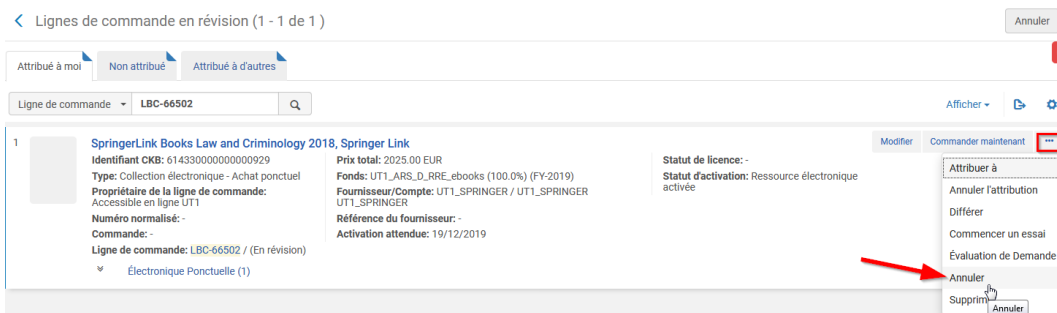 Lignes de commande en révision (1 - 1 de 1 )
Annuler
Attribué à moi
Non attribué
Attribué à d'autres
Ligne de commande
LBC-66502
Afficher
1
SpringerLink Books Law and Criminology 2018, Springer Link
Modifier
Commander maintenant
Identifiant CKB: 614330000000000929
Prix total: 2025.00 EUR
Statut de licence: -
Type: Collection électronique - Achat ponctuel
Fonds: UT1_ARS_D_RRE_ebooks (100.0%) (FY-2019)
Statut d'activation: Ressource électronique
activée
Propriétaire de la ligne de commande:
Accessible en ligne UT1
Fournisseur/Compte: UT1_SPRINGER / UT1_SPRINGER
UT1_SPRINGER
Numéro normalisé: -
Référence du fournisseur: -
Commande: -
Activation attendue: 19/12/2019
Ligne de commande: LBC-66502 / (En révision)
Électronique Ponctuelle (1)
Attribuer à
Annuler l'attribution
Différer
Commencer un essai
Évaluation de Demande
Annuler
Supprim
Annuler